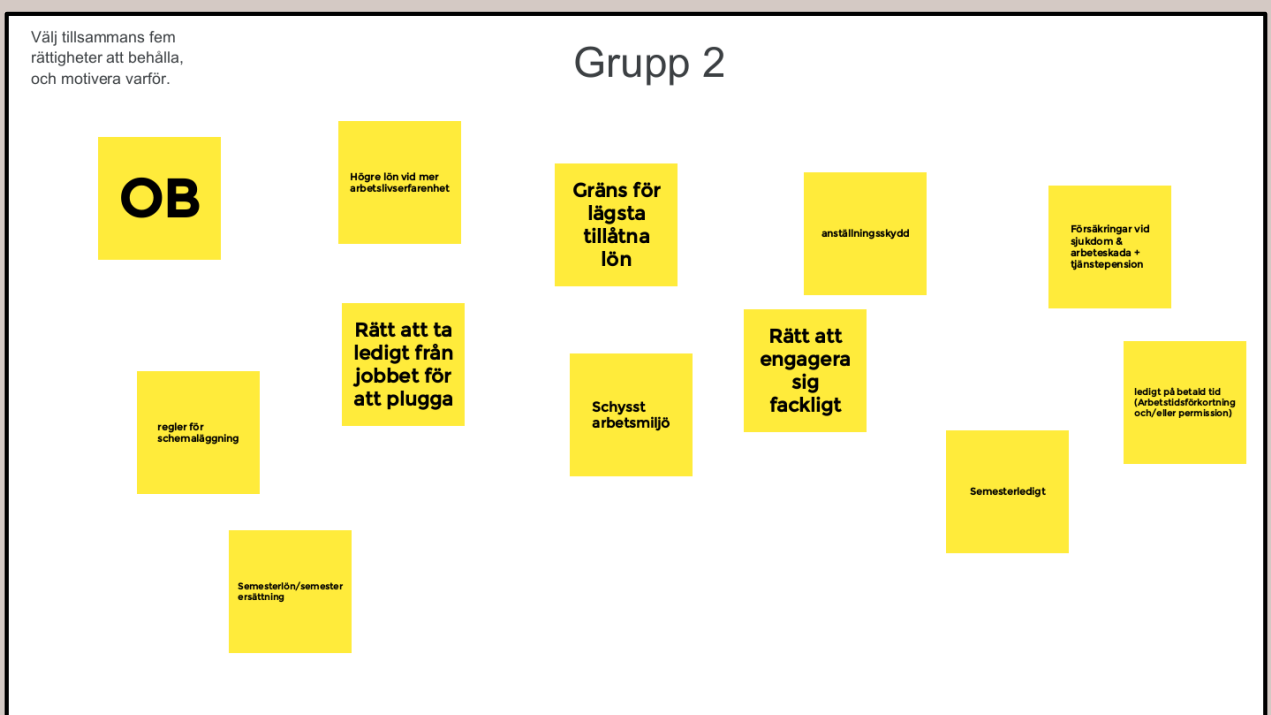 Välj tillsammans fem
rättigheter att behålla,
och motivera varför.
Grupp 2
OB
Högre lön vid mer
arbetslivserfarenhet
Gräns för
lägsta
tillåtna
lön
anställningsskydd
Försäkringar vid
sjukdom &
arbeteskada +
tjänstepension
Rätt att ta
ledigt från
jobbet för
att plugga
Rätt att
engagera
sig
fackligt
regler för
schemaläggning
Schysst
arbetsmiljö
ledigt på betald tid
(Arbetstidsförkortning
och/eller permission)
Semesterledigt
Semesterlön/semester
ersättning